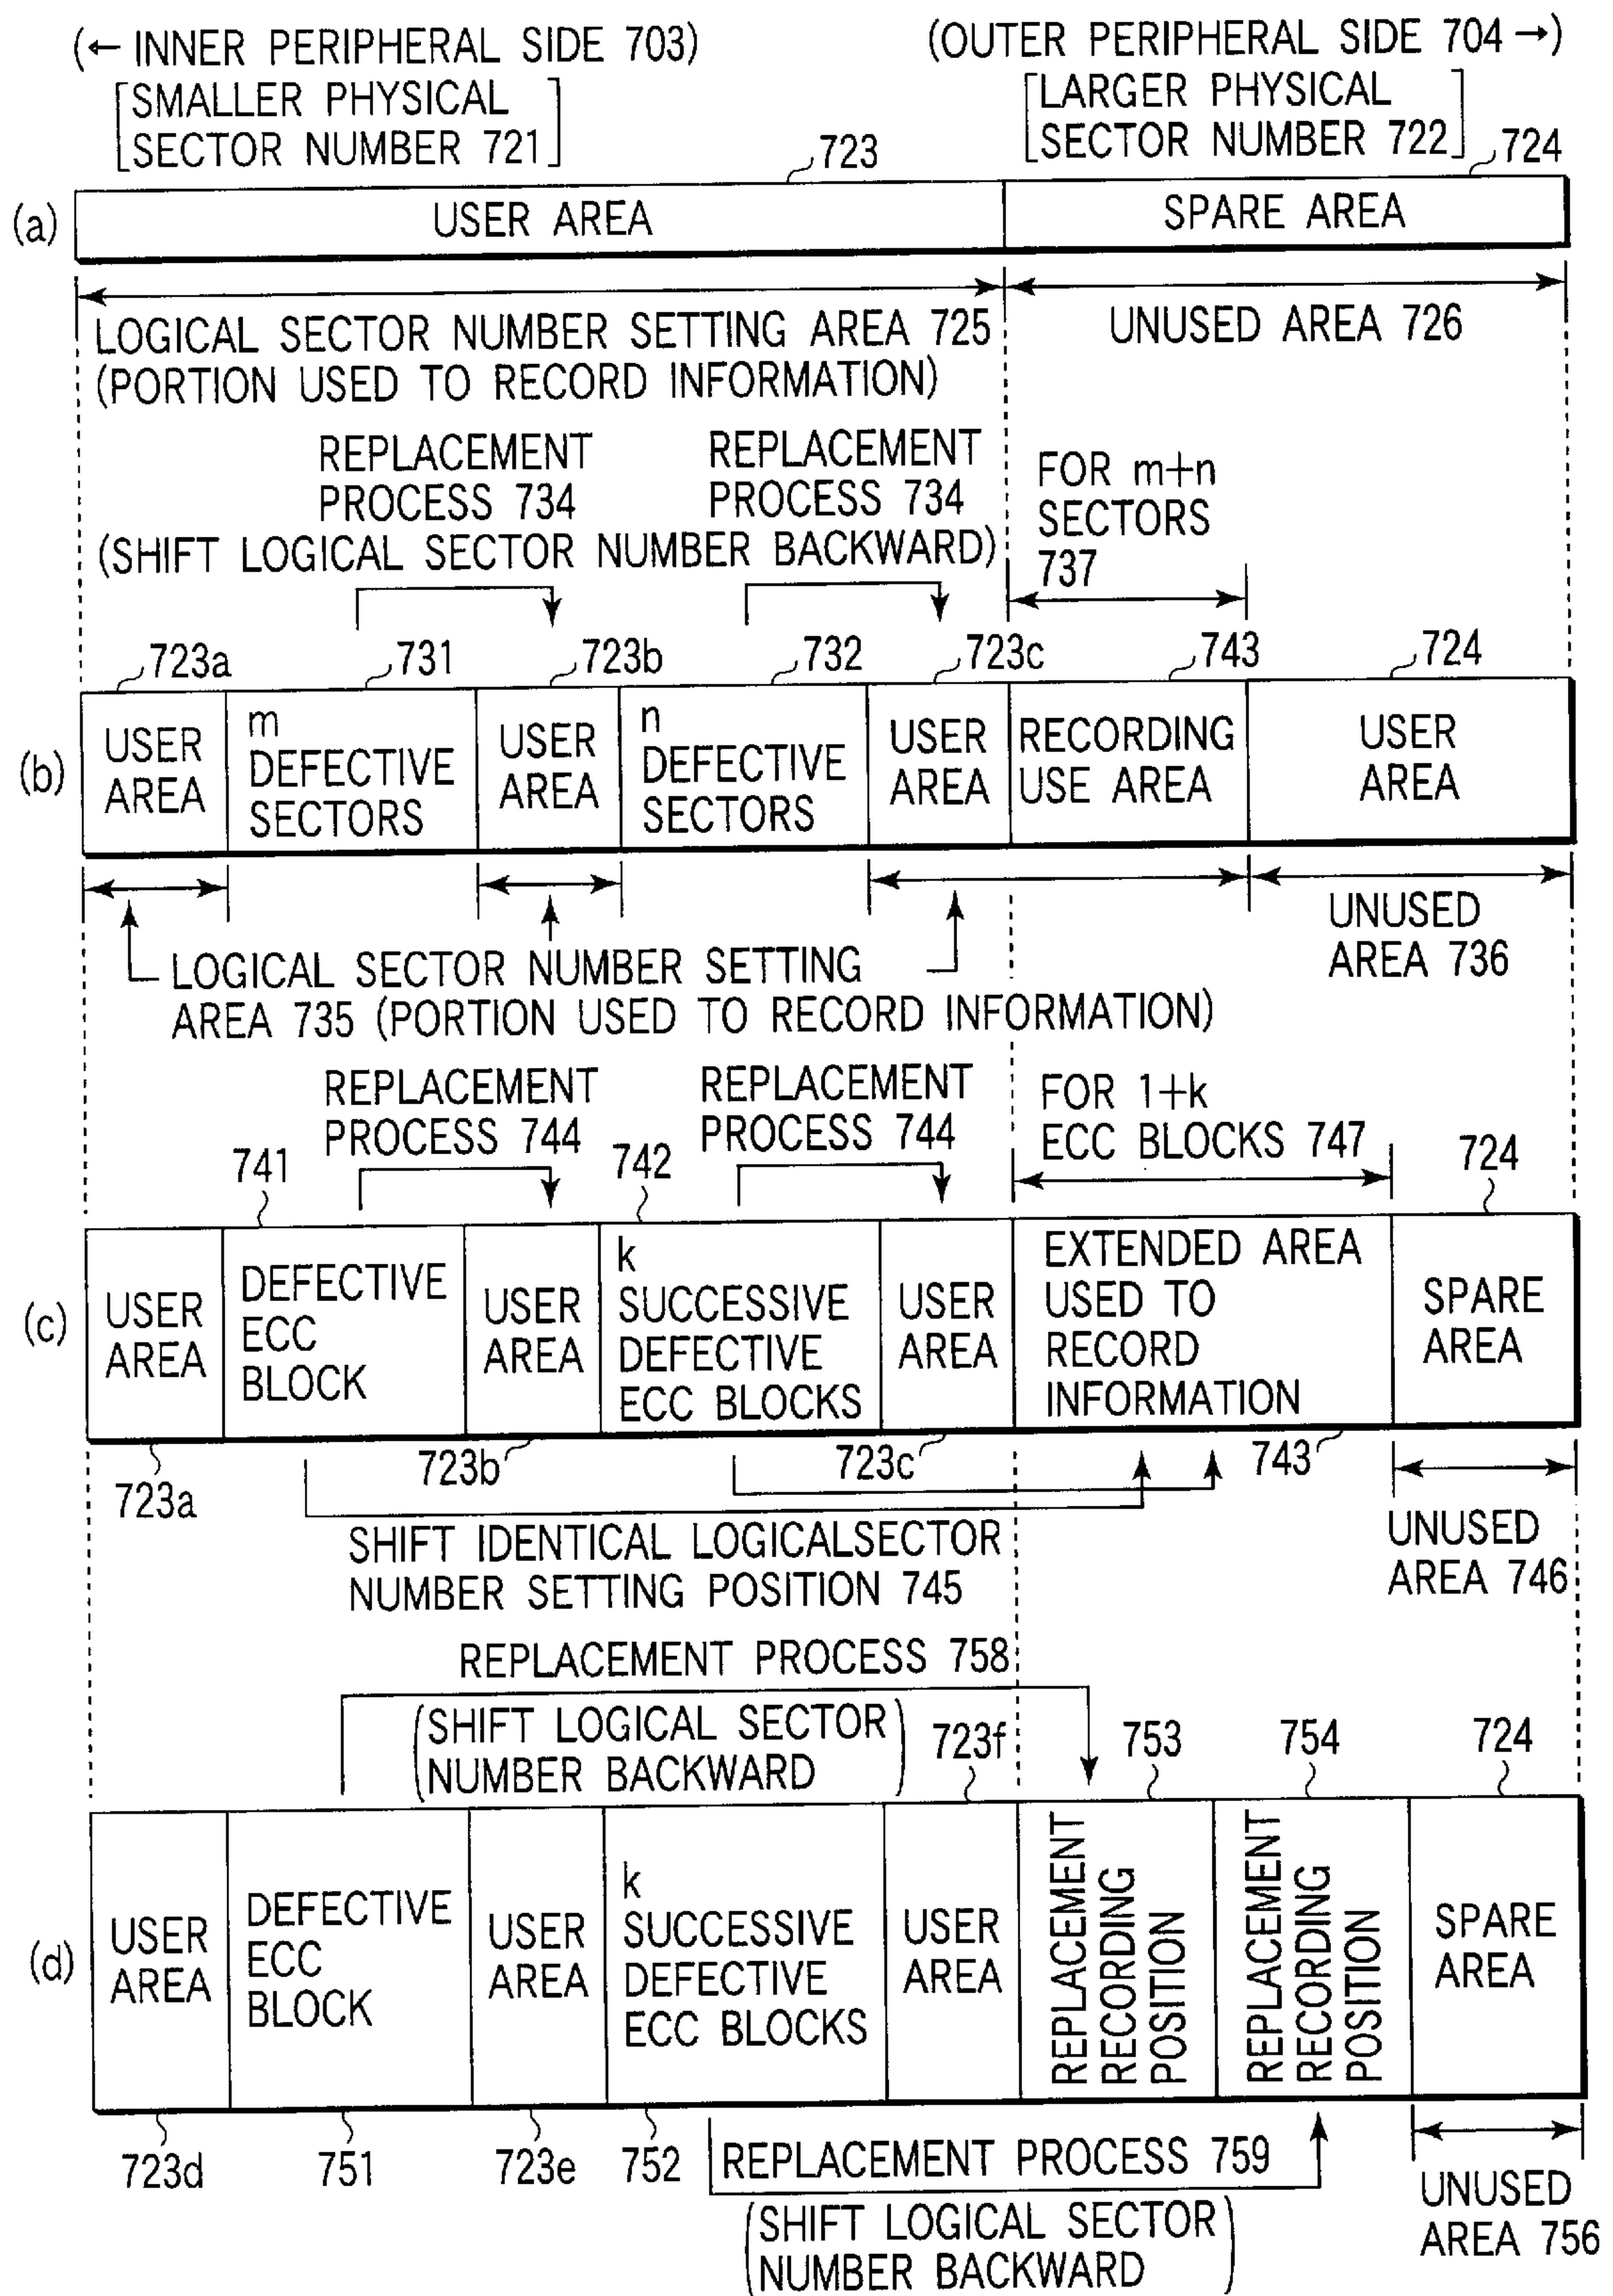 (← INNER PERIPHERAL SIDE 703)
[SMALLER PHYSICAL
SECTOR NUMBER 721]
(OUTER PERIPHERAL SIDE 704 →)
[LARGER PHYSICAL
SECTOR NUMBER 722]
723
724
(a)
USER AREA
SPARE AREA
LOGICAL SECTOR NUMBER SETTING AREA 725
(PORTION USED TO RECORD INFORMATION)
UNUSED AREA 726
REPLACEMENT
PROCESS 734
REPLACEMENT
PROCESS 734
(SHIFT LOGICAL SECTOR NUMBER BACKWARD)
FOR m+n
SECTORS
737
723a
731
723b
732
723c
743
724
(b)
USER
AREA
m
DEFECTIVE
SECTORS
USER
AREA
n
DEFECTIVE
SECTORS
USER
AREA
RECORDING
USE AREA
USER
AREA
LOGICAL SECTOR NUMBER SETTING
AREA 735 (PORTION USED TO RECORD INFORMATION)
UNUSED
AREA 736
REPLACEMENT
PROCESS 744
REPLACEMENT
PROCESS 744
FOR 1+k
ECC BLOCKS 747
741
742
724
(c)
USER
AREA
DEFECTIVE
ECC
BLOCK
USER
AREA
k
SUCCESSIVE
DEFECTIVE
ECC BLOCKS
USER
AREA
EXTENDED AREA
USED TO
RECORD
INFORMATION
SPARE
AREA
723a
723b
723c
743
SHIFT IDENTICAL LOGICALSECTOR
NUMBER SETTING POSITION 745
UNUSED
AREA 746
REPLACEMENT PROCESS 758
(SHIFT LOGICAL SECTOR
NUMBER BACKWARD)
723f
753
754
724
(d)
USER
AREA
DEFECTIVE
ECC
BLOCK
USER
AREA
k
SUCCESSIVE
DEFECTIVE
ECC BLOCKS
USER
AREA
REPLACEMENT
RECORDING
POSITION
REPLACEMENT
RECORDING
POSITION
SPARE
AREA
723d
751
723e
752
REPLACEMENT PROCESS 759
(SHIFT LOGICAL SECTOR
NUMBER BACKWARD)
UNUSED
AREA 756